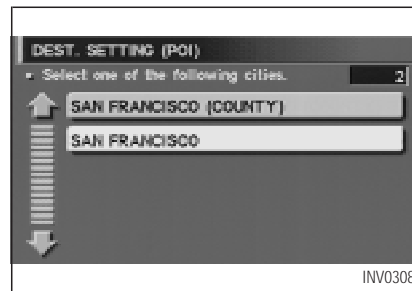 DEST. SETTING (POI)
Select one of the following cities.
2
SAN FRANCISCO (COUNTY)
SAN FRANCISCO
INV0308